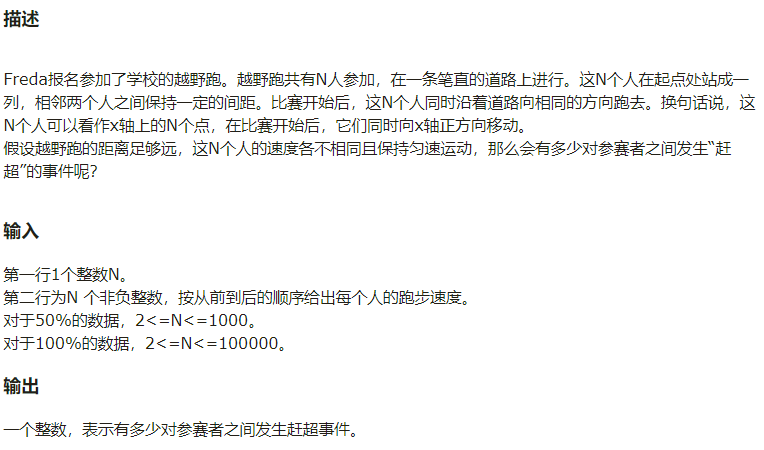 描述
Freda报名参加了学校的越野跑。越野跑共有N人参加，在一条笔直的道路上进行。这N个人在起点处站成一
列，相邻两个人之间保持一定的间距。比赛开始后，这N个人同时沿着道路向相同的方向跑去。换句话说，这
N个人可以看作x轴上的N个点，在比赛开始后，它们同时向x轴正方向移动。
假设越野跑的距离足够远，这N个人的速度各不相同且保持匀速运动，那么会有多少对参赛者之间发生“赶
超”的事件呢？
输入
第一行1个整数N。
第二行为N 个非负整数，按从前到后的顺序给出每个人的跑步速度。
对于50%的数据，2<=N<=1000。
对于100%的数据，2<=N<=100000。
输出
一个整数，表示有多少对参赛者之间发生赶超事件。